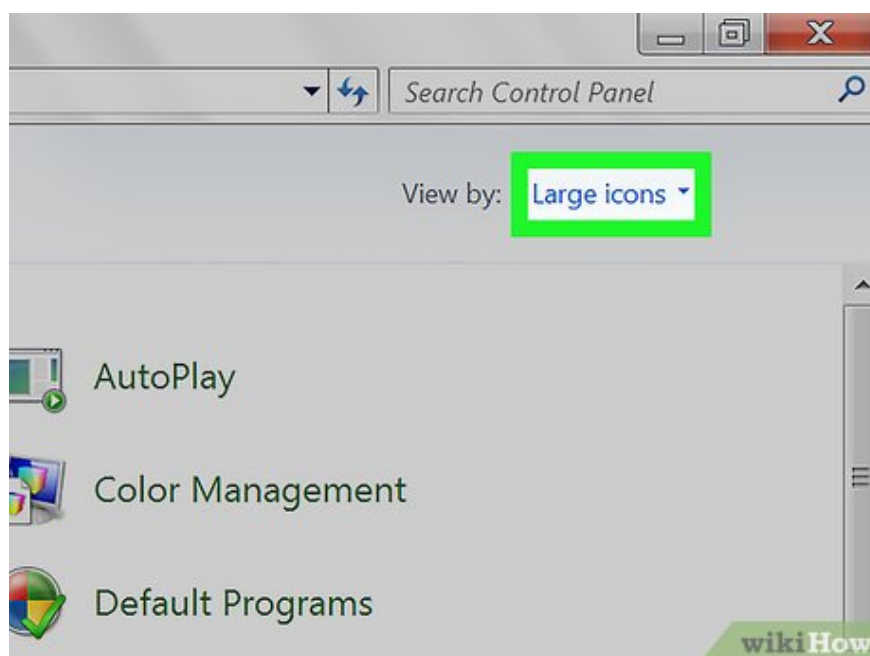 Search Control Panel
View by: Large icons
AutoPlay
Color Management
Default Programs
wikiHow